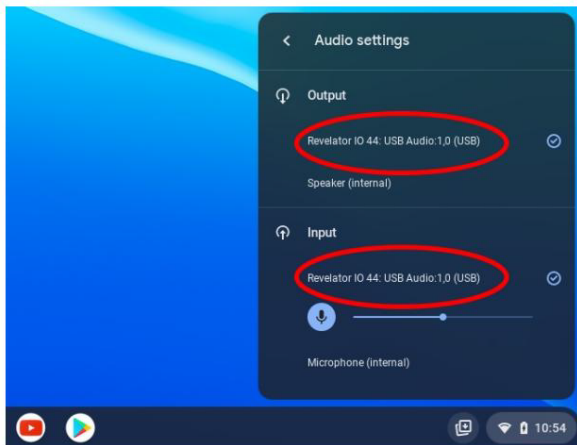 Audio settings
Output
Revelator IO 44: USB Audio:1,0 (USB)
Speaker (internal)
Input
Revelator IO 44: USB Audio:1,0 (USB)
Microphone (internal)
10:54